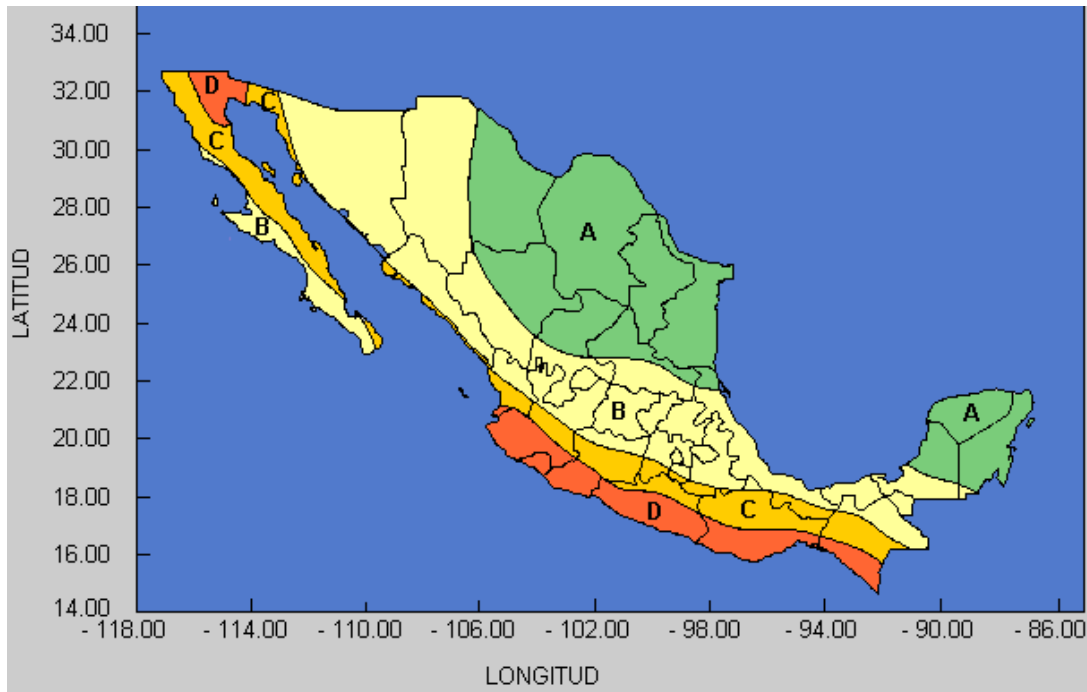 34.00
32.00
30.00
28.00
26.00
24.00
22.00
20.00
18.00
16.00
14.00
LATITUD
D
C
C
B
A
B
A
C
D
- 118.00 - 114.00 - 110.00 - 106.00 - 102.00 - 98.00 - 94.00 - 90.00 - 86.00
LONGITUD